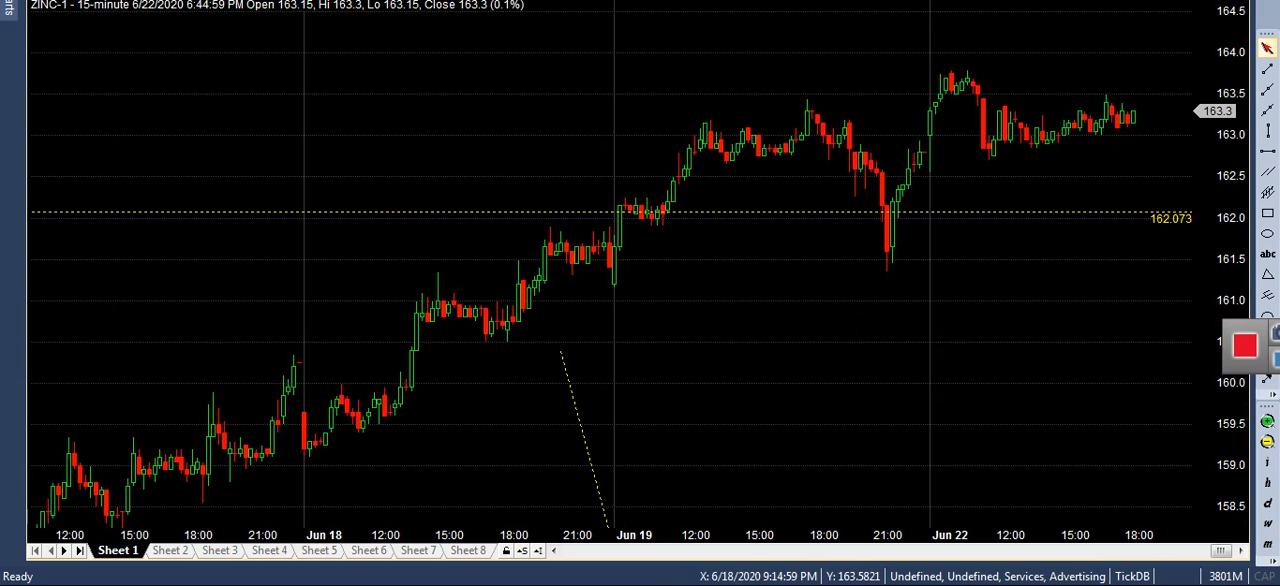 ZINC-1 - 15-minute 6/22/2020 6:44:59 PM Open 163.15, Hi 163.3, Lo 163.15, Close 163.3 (0.1%)
164.5
164.0
163.5
163.3
163.0
162.5
162.0
162.073
161.5
161.0
160.0
159.5
159.0
158.5
abc
i
h
d
w
m
12:00 15:00 18:00 21:00 Jun 18 12:00 15:00 18:00 21:00 Jun 19 12:00 15:00 18:00 21:00 Jun 22 12:00 15:00 18:00
Sheet 1 Sheet 2 Sheet 3 Sheet 4 Sheet 5 Sheet 6 Sheet 7 Sheet 8
Ready X: 6/18/2020 9:14:59 PM Y: 163.5821 Undefined, Undefined, Services, Advertising TickDB 3801M CAP